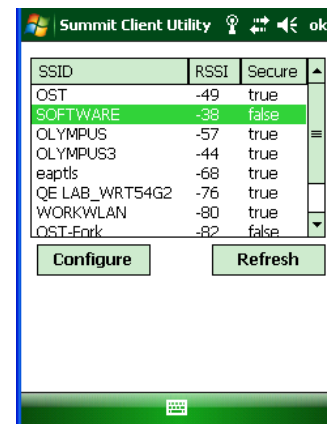 Summit Client Utility ok
SSID RSSI Secure
OST -49 true
SOFTWARE -38 false
OLYMPUS -57 true
OLYMPUS3 -44 true
eaptls -68 true
QE LAB_WRT54G2 -76 true
WORKWLAN -80 true
OST-Fork -82 false
Configure Refresh